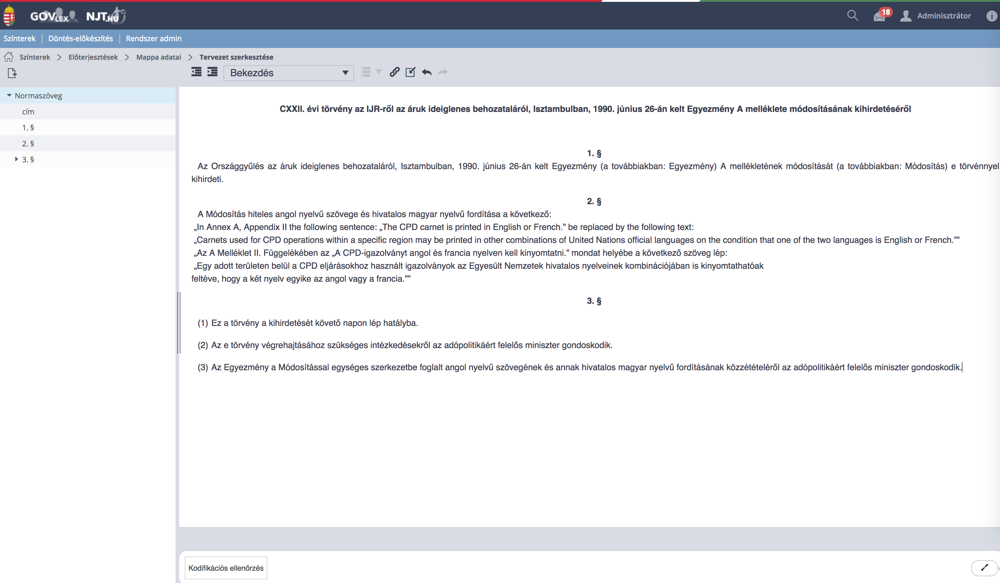 GOVLEX NJT.HU 18 Adminisztrátor
Színterek Döntés-előkészítés Rendszer admin
Színterek > Előterjesztések > Mappa adatai > Tervezet szerkesztése
Bekezdés
Normaszöveg
cím
1. §
2. §
3. §
CXXII. évi törvény az IJR-ről az áruk ideiglenes behozataláról, Isztambulban, 1990. június 26-án kelt Egyezmény A melléklete módosításának kihirdetéséről
1. §
Az Országgyűlés az áruk ideiglenes behozataláról, Isztambulban, 1990. június 26-án kelt Egyezmény (a továbbiakban: Egyezmény) A mellékletének módosítását (a továbbiakban: Módosítás) e törvénnyel
kihirdeti.
2. §
A Módosítás hiteles angol nyelvű szövege és hivatalos magyar nyelvű fordítása a következő:
„In Annex A, Appendix II the following sentence: „The CPD carnet is printed in English or French.” be replaced by the following text:
„Carnets used for CPD operations within a specific region may be printed in other combinations of United Nations official languages on the condition that one of the two languages is English or French.””
„Az A Melléklet II. Függelékében az „A CPD-igazolványt angol és francia nyelven kell kinyomtatni.” mondat helyébe a következő szöveg lép:
„Egy adott területen belül a CPD eljárásokhoz használt igazolványok az Egyesült Nemzetek hivatalos nyelveinek kombinációjában is kinyomtathatóak
feltéve, hogy a két nyelv egyike az angol vagy a francia.””
3. §
(1) Ez a törvény a kihirdetését követő napon lép hatályba.
(2) Az e törvény végrehajtásához szükséges intézkedésekről az adópolitikáért felelős miniszter gondoskodik.
(3) Az Egyezmény a Módosítással egységes szerkezetbe foglalt angol nyelvű szövegének és annak hivatalos magyar nyelvű fordításának közzétételéről az adópolitikáért felelős miniszter gondoskodik.
Kodifikációs ellenőrzés